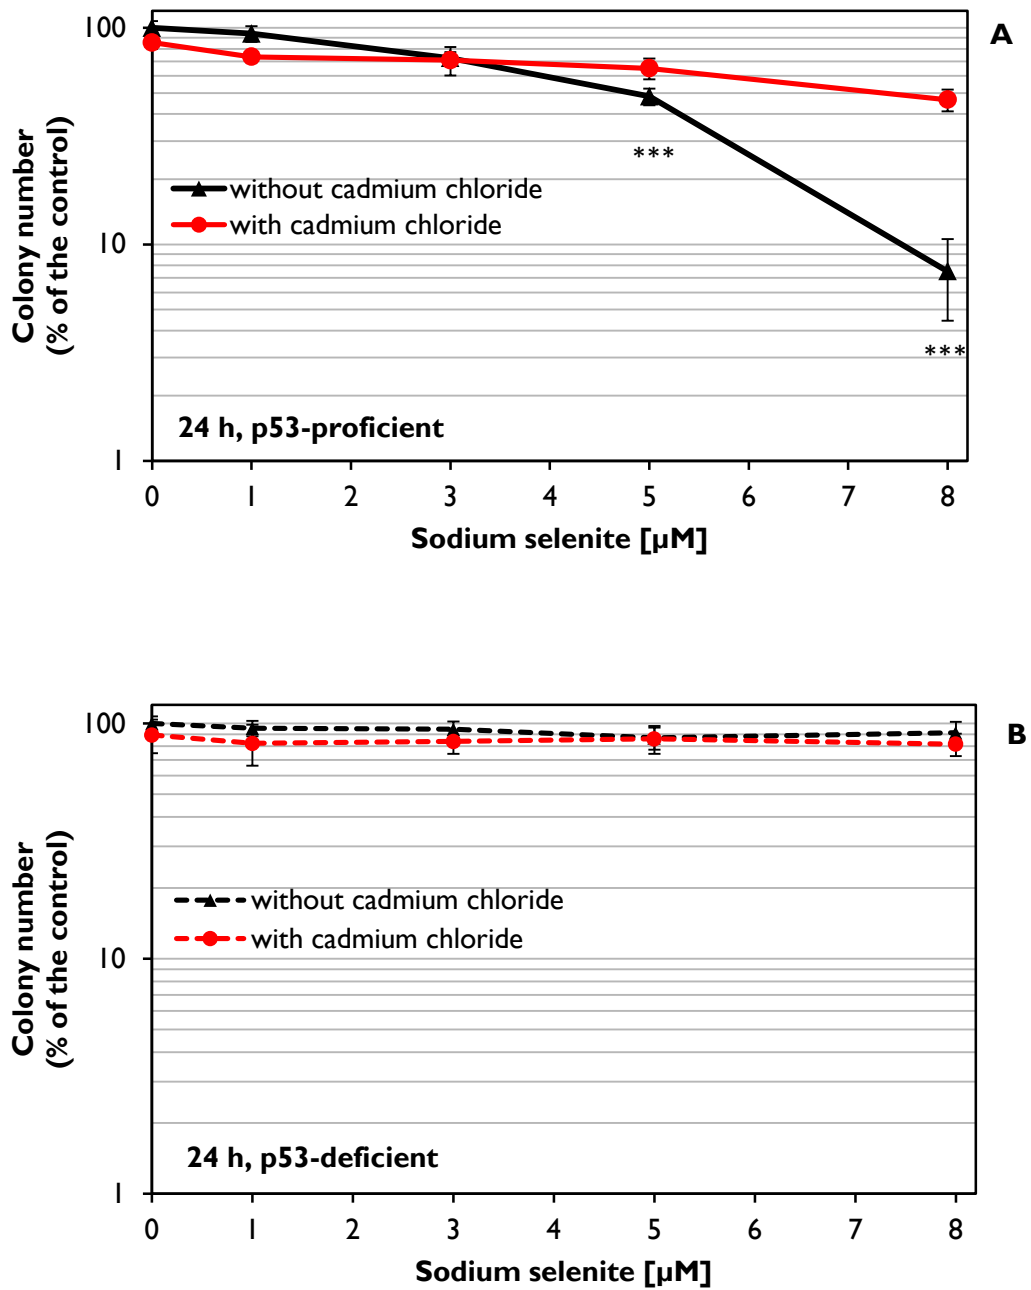 A
100
10
1
Colony number
(% of the control)
without cadmium chloride
with cadmium chloride
***
***
24 h, p53-proficient
0 1 2 3 4 5 6 7 8
Sodium selenite [µM]
B
100
10
1
Colony number
(% of the control)
without cadmium chloride
with cadmium chloride
24 h, p53-deficient
0 1 2 3 4 5 6 7 8
Sodium selenite [µM]